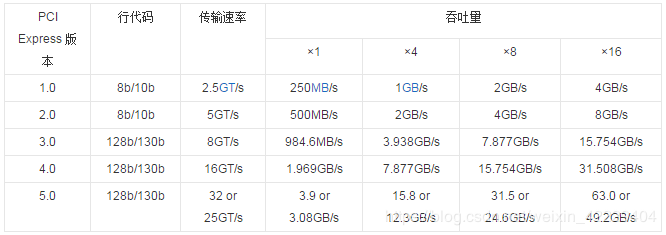 PCI Express 版本 行代码 传输速率 吞吐量
×1 ×4 ×8 ×16
1.0 8b/10b 2.5GT/s 250MB/s 1GB/s 2GB/s 4GB/s
2.0 8b/10b 5GT/s 500MB/s 2GB/s 4GB/s 8GB/s
3.0 128b/130b 8GT/s 984.6MB/s 3.938GB/s 7.877GB/s 15.754GB/s
4.0 128b/130b 16GT/s 1.969GB/s 7.877GB/s 15.754GB/s 31.508GB/s
5.0 128b/130b 32 or 3.9 or 15.8 or 31.5 or 63.0 or
25GT/s 3.08GB/s 12.3GB/s 24.6GB/s 49.2GB/s